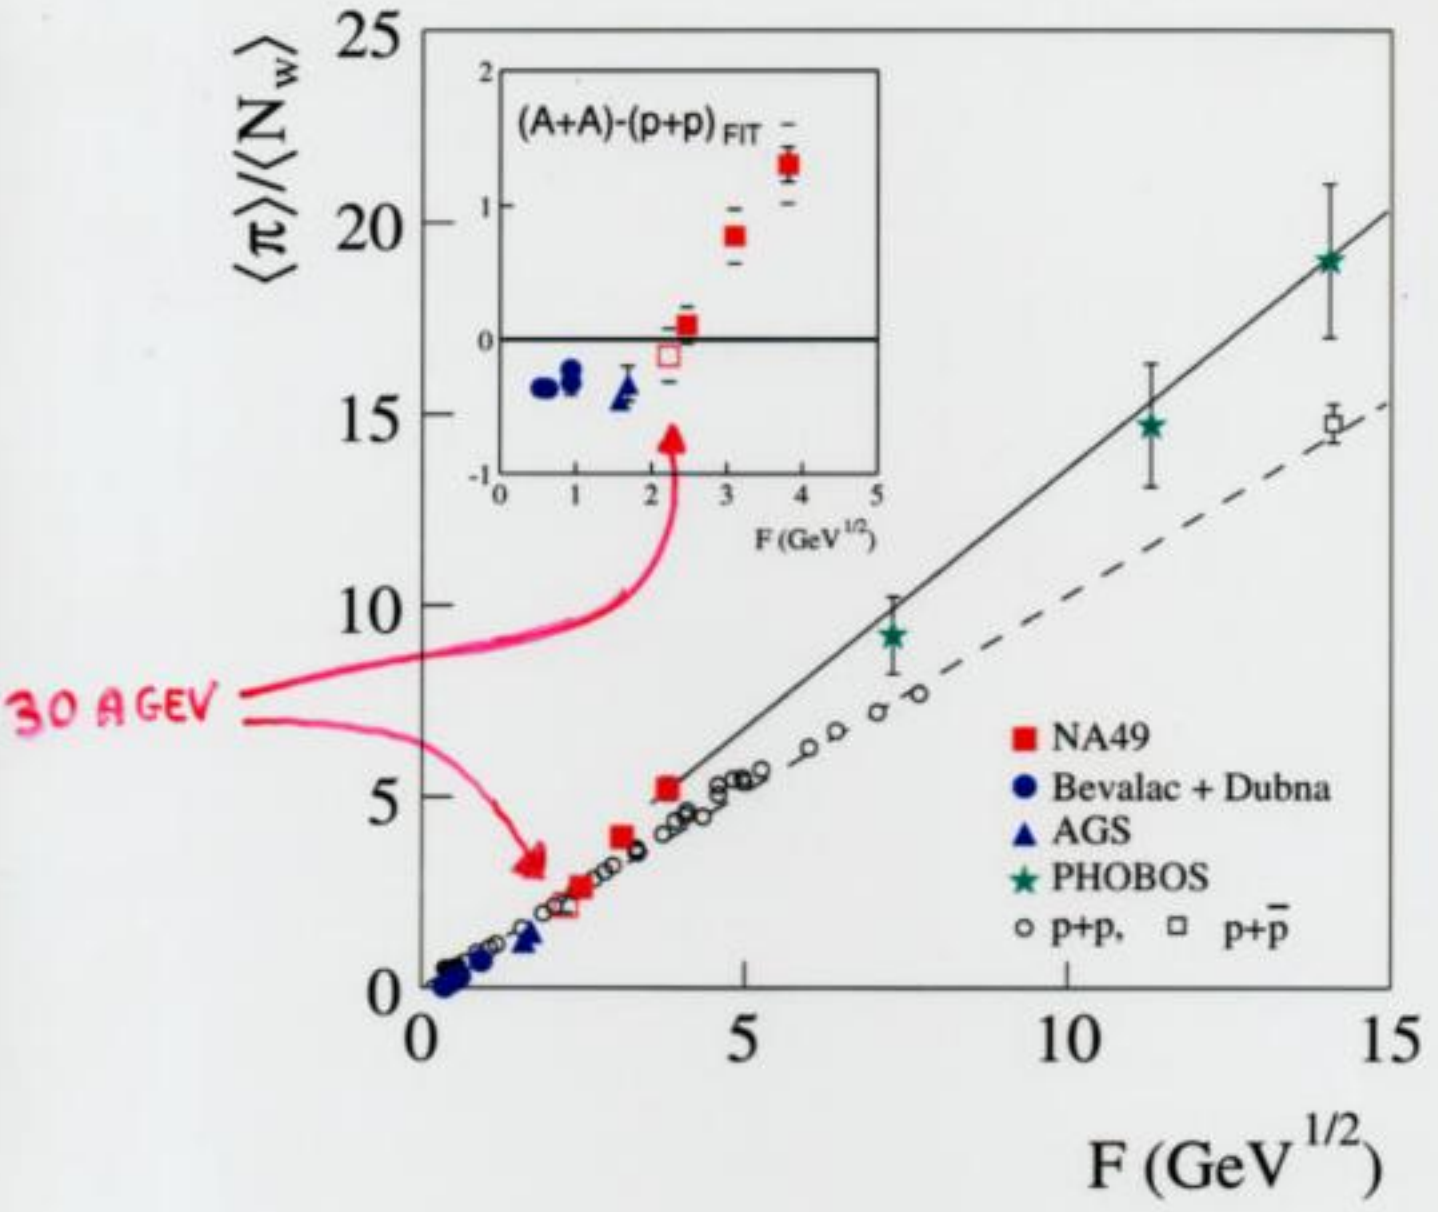 ⟨π⟩/⟨N_w⟩
25
20
15
10
5
0
0 5 10 15
F (GeV^1/2)
(A+A)-(p+p) FIT
2
1
0
-1
0 1 2 3 4 5
F (GeV^1/2)
30 A GEV
NA49
Bevalac + Dubna
AGS
PHOBOS
p+p, p+p̅